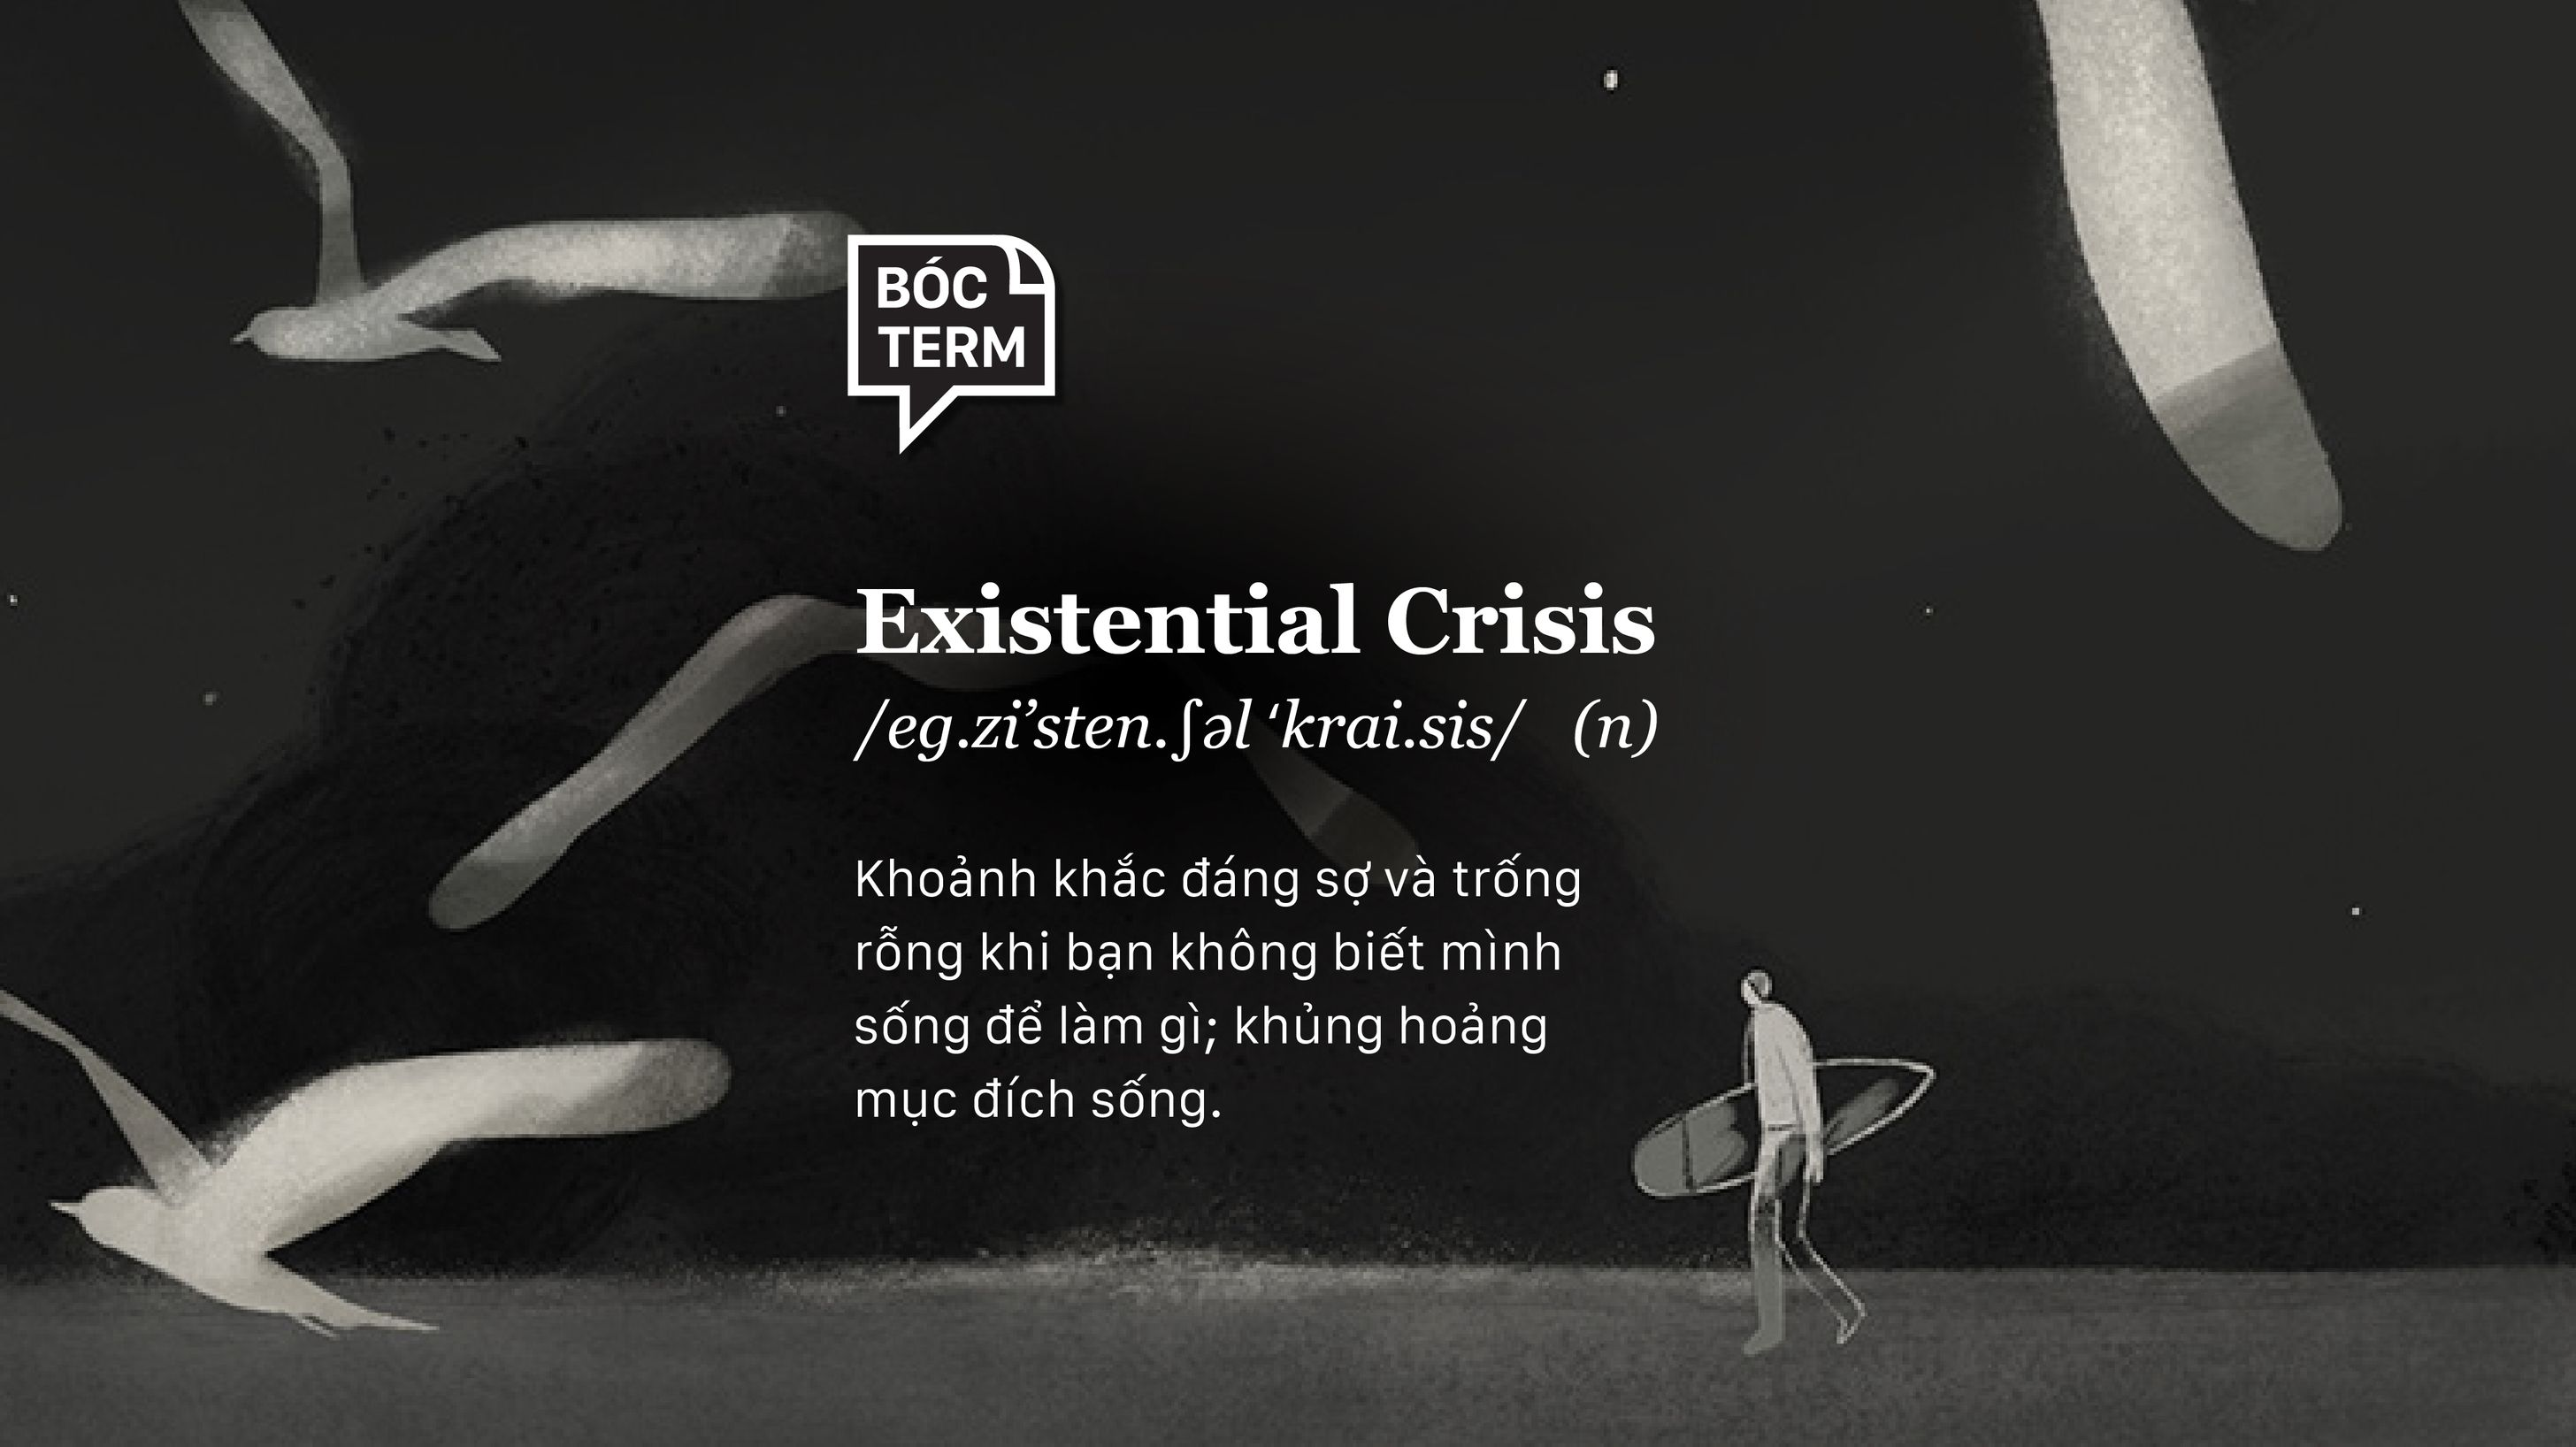 BÓC
TERM
Existential Crisis
/eg.zi’sten.ʃəl ‘krai.sis/ (n)
Khoảnh khắc đáng sợ và trống
rỗng khi bạn không biết mình
sống để làm gì; khủng hoảng
mục đích sống.